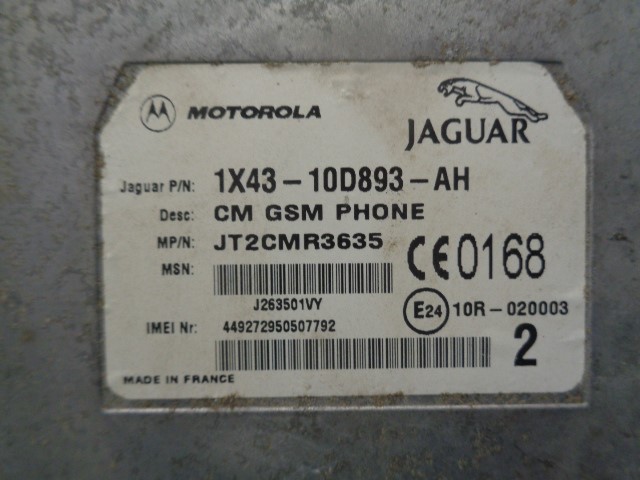 MOTOROLA
JAGUAR
Jaguar P/N: 1X43-10D893-AH
Desc: CM GSM PHONE
MP/N: JT2CMR3635
CE0168
MSN:
J263501VY
E24 10R-020003
IMEI Nr: 449272950507792
2
MADE IN FRANCE